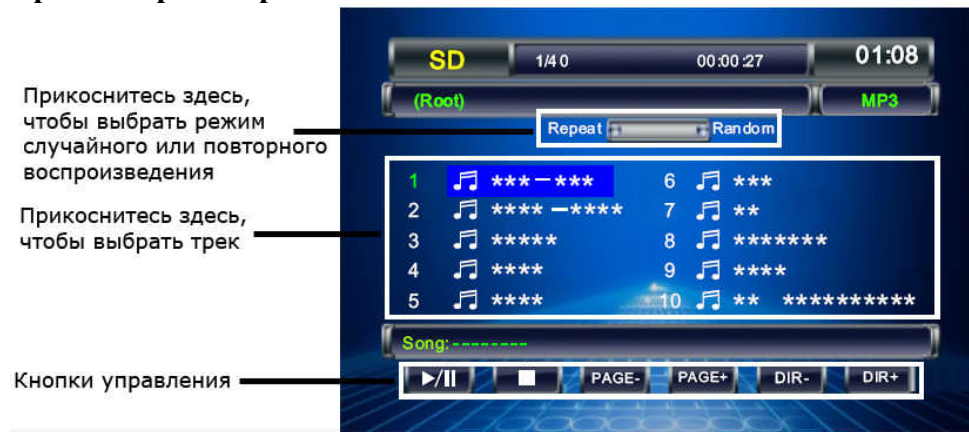 SD 1/40 00:00:27 01:08
(Root) MP3
Repeat Random
Прикоснитесь здесь,
чтобы выбрать режим
случайного или повторного
воспроизведения
Прикоснитесь здесь,
чтобы выбрать трек
1 ***—*** 6 ***
2 **** —**** 7 **
3 ***** 8 *******
4 **** 9 ****
5 **** 10 ** **********
Song:--------
Кнопки управления
▶/II ■ PAGE- PAGE+ DIR- DIR+